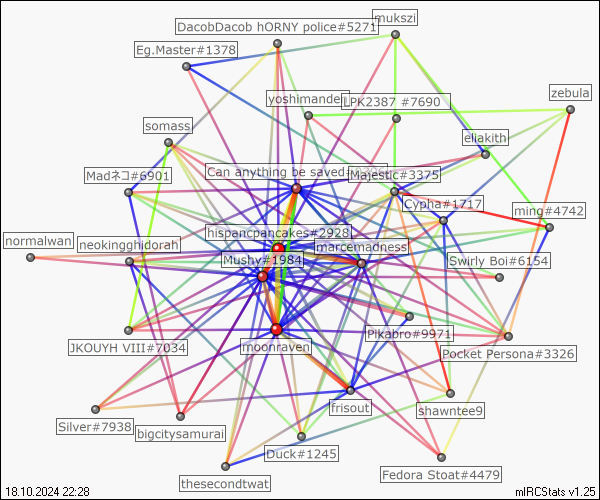 mukszi
DacobDacob hORNY police#5271
Eg.Master#1378
zebula
yoshimande
LPK2387 #7690
somass
eliakith
Can anything be saved#
Majestic#3375
Madネコ#6901
Cypha#1717
ming#4742
hispancpancakes#2928
normalwan
neokingghidorah
marcemadness
Mushy#1984
Swirly Boi#6154
Pikabro#9971
JKOUYH VIII#7034
moonraven
Pocket Persona#3326
frisout
shawntee9
Silver#7938
bigcitysamurai
Duck#1245
Fedora Stoat#4479
thesecondtwat
18.10.2024 22:28
mIRCStats v1.25